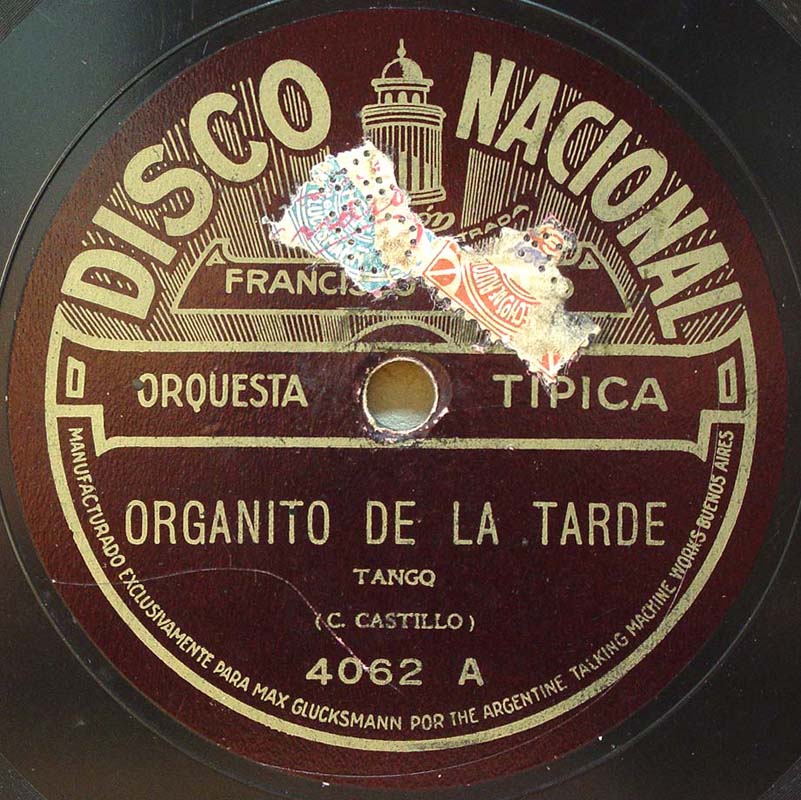 DISCO NACIONAL
ORQUESTA TIPICA
ORGANITO DE LA TARDE
TANGO
(C. CASTILLO)
4062 A
MANUFACTURADO EXCLUSIVAMENTE PARA MAX GLUCKSMANN POR THE ARGENTINE TALKING MACHINE WORKS BUENOS AIRES